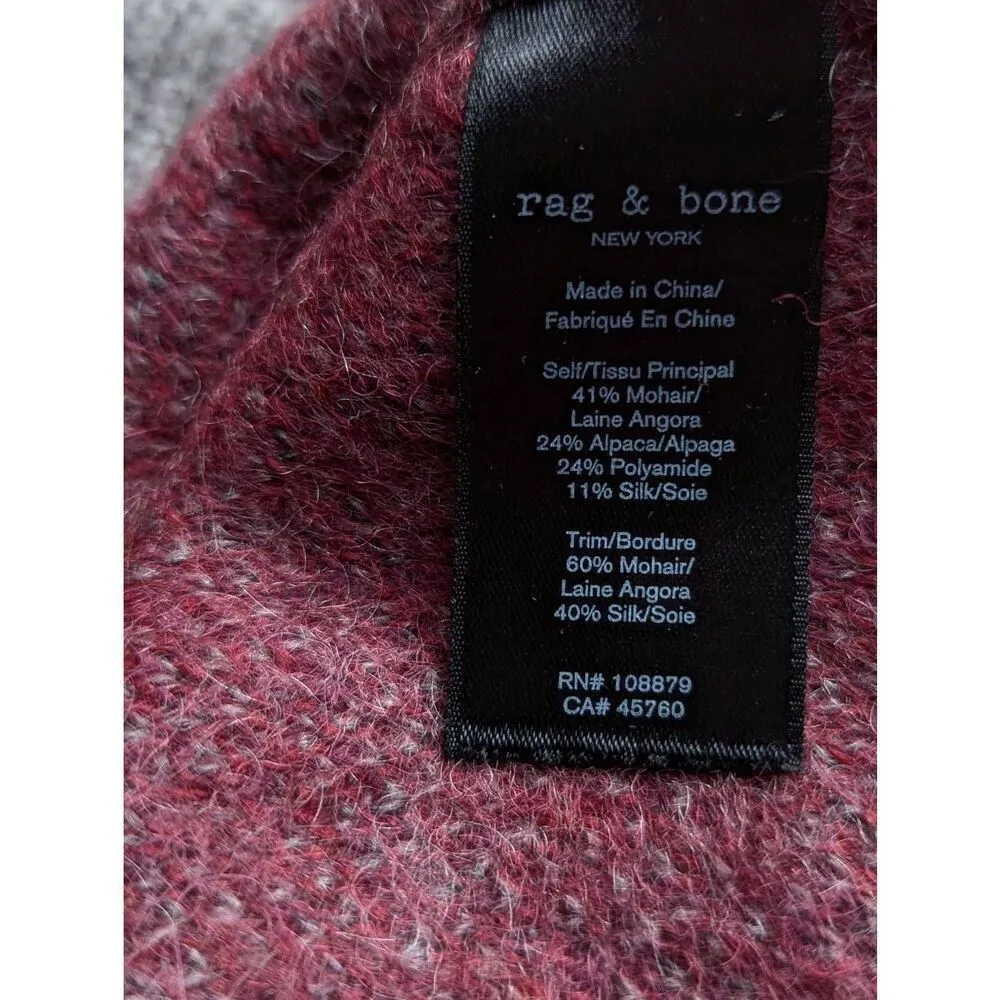 rag & bone
NEW YORK
Made in China/
Fabriqué En Chine
Self/Tissu Principal
41% Mohair/
Laine Angora
24% Alpaca/Alpaga
24% Polyamide
11% Silk/Soie
Trim/Bordure
60% Mohair/
Laine Angora
40% Silk/Soie
RN# 108879
CA# 45760